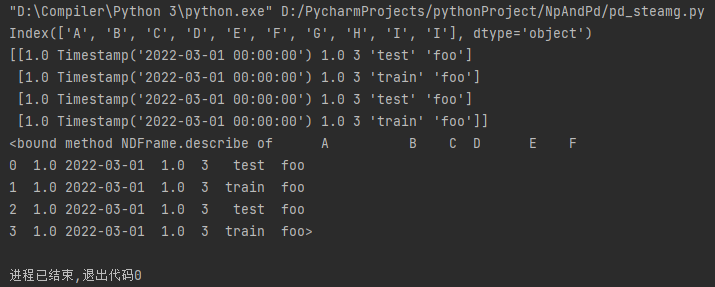 "D:\Compiler\Python 3\python.exe" D:/PycharmProjects/pythonProject/NpAndPd/pd_steamg.py
Index(['A', 'B', 'C', 'D', 'E', 'F', 'G', 'H', 'I', 'I'], dtype='object')
[[1.0 Timestamp('2022-03-01 00:00:00') 1.0 3 'test' 'foo']
 [1.0 Timestamp('2022-03-01 00:00:00') 1.0 3 'train' 'foo']
 [1.0 Timestamp('2022-03-01 00:00:00') 1.0 3 'test' 'foo']
 [1.0 Timestamp('2022-03-01 00:00:00') 1.0 3 'train' 'foo']]
<bound method NDFrame.describe of      A          B    C  D      E    F
0  1.0 2022-03-01  1.0  3   test  foo
1  1.0 2022-03-01  1.0  3  train  foo
2  1.0 2022-03-01  1.0  3   test  foo
3  1.0 2022-03-01  1.0  3  train  foo>
进程已结束,退出代码0